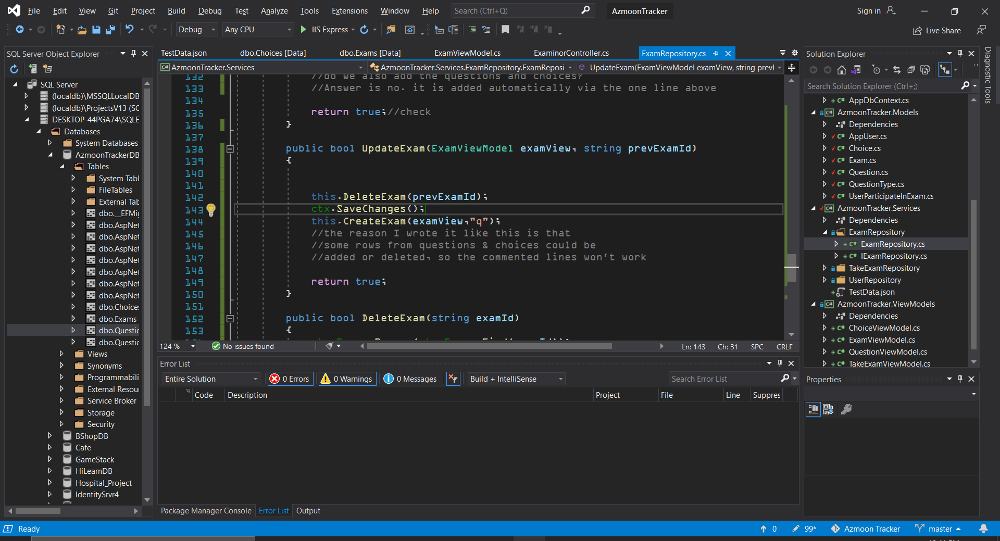 File Edit View Git Project Build Debug Test Analyze Tools Extensions Window Help Search (Ctrl+Q) AzmoonTracker Sign in
Debug Any CPU IIS Express Live Share
SQL Server Object Explorer
SQL Server
(localdb)\MSSQLLocalDB
(localdb)\ProjectsV13 (SC
DESKTOP-44PGA74\SQLE
Databases
System Databases
AzmoonTrackerDB
Tables
System Tabl
FileTables
External Tab
dbo.__EFMig
dbo.AspNet
dbo.AspNet
dbo.AspNet
dbo.AspNet
dbo.AspNet
dbo.AspNet
dbo.AspNet
dbo.Choices
dbo.Exams
dbo.Questic
dbo.Questic
Views
Synonyms
Programmabili
External Resou
Service Broker
Storage
Security
BShopDB
Cafe
GameStack
HiLearnDB
Hospital_Project
IdentitySrvr4
TestData.json dbo.Choices [Data] dbo.Exams [Data] ExamViewModel.cs ExaminorController.cs ExamRepository.cs
AzmoonTracker.Services AzmoonTracker.Services.ExamRepository.ExamReposi UpdateExam(ExamViewModel examView, string prevI
132 //do we also add the questions and choices?
133 //Answer is no. it is added automatically via the one line above
134
135 return true;//check
136 }
137
138 public bool UpdateExam(ExamViewModel examView, string prevExamId)
139 {
140
141
142 this.DeleteExam(prevExamId);
143 ctx.SaveChanges();
144 this.CreateExam(examView,"q");
145 //the reason I wrote it like this is that
146 //some rows from questions & choices could be
147 //added or deleted, so the commented lines won't work
148
149 return true;
150 }
151
152 public bool DeleteExam(string examId)
153 {
124 % No issues found Ln: 143 Ch: 31 SPC CRLF
Error List
Entire Solution 0 Errors 0 Warnings 0 Messages Build + IntelliSense Search Error List
Code Description Project File Line Suppres
Package Manager Console Error List Output
Solution Explorer
Search Solution Explorer (Ctrl+;)
AppDbContext.cs
AzmoonTracker.Models
Dependencies
AppUser.cs
Choice.cs
Exam.cs
Question.cs
QuestionType.cs
UserParticipateInExam.cs
AzmoonTracker.Services
Dependencies
ExamRepository
ExamRepository.cs
IExamRepository.cs
TakeExamRepository
UserRepository
TestData.json
AzmoonTracker.ViewModels
Dependencies
ChoiceViewModel.cs
ExamViewModel.cs
QuestionViewModel.cs
TakeExamViewModel.cs
Properties
Diagnostic Tools
Ready 0 99* Azmoon Tracker master